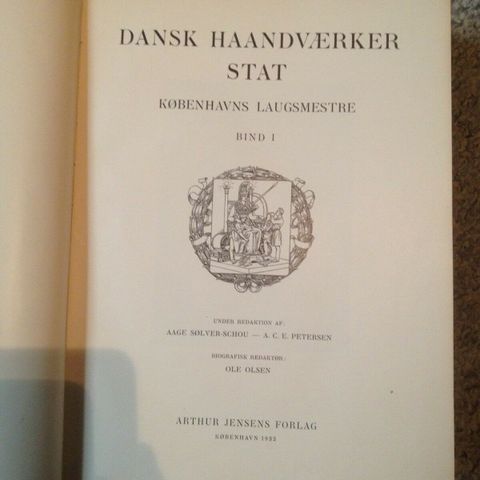 DANSK HAANDVÆRKER
STAT
KØBENHAVNS LAUGSMESTRE
BIND I
UNDER REDAKTION AF:
AAGE SØLVER-SCHOU — A. C. E. PETERSEN
BIOGRAFISK REDAKTØR:
OLE OLSEN
ARTHUR JENSENS FORLAG
KØBENHAVN 1932